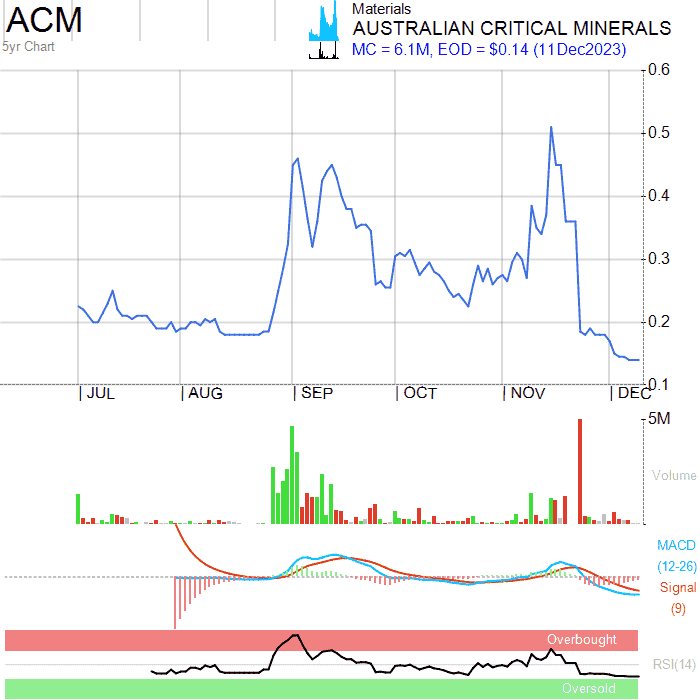 ACM
5yr Chart
Materials
AUSTRALIAN CRITICAL MINERALS
MC = 6.1M, EOD = $0.14 (11Dec2023)
0.6
0.5
0.4
0.3
0.2
0.1
JUL AUG SEP OCT NOV DEC
5M
Volume
MACD
(12-26)
Signal
(9)
Overbought
RSI(14)
Oversold